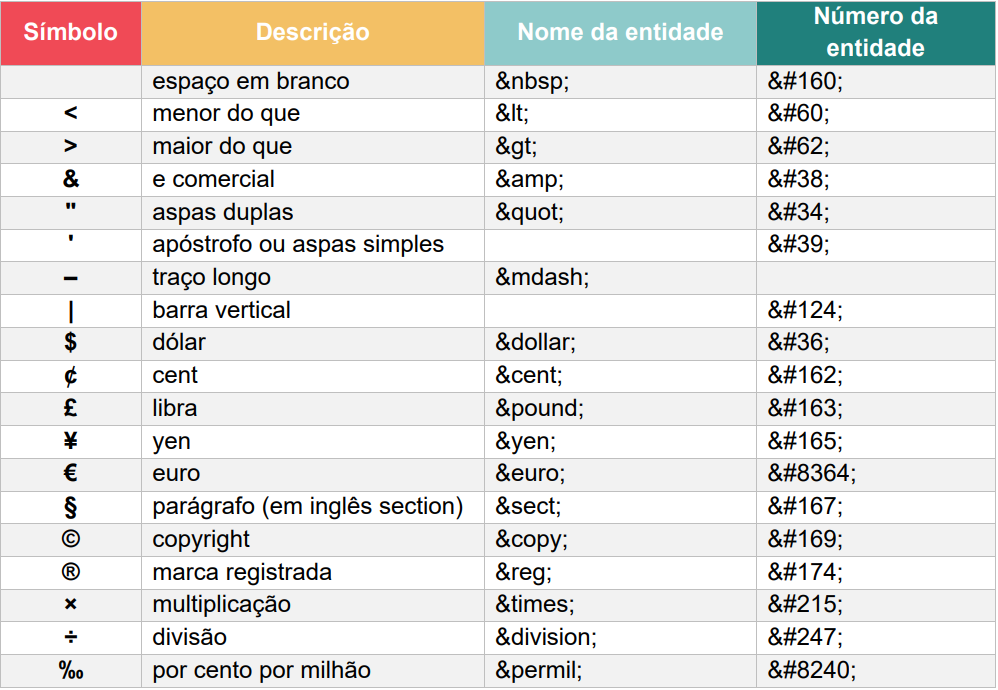 Símbolo Descrição Nome da entidade Número da entidade
espaço em branco &nbsp; &#160;
< menor do que &lt; &#60;
> maior do que &gt; &#62;
& e comercial &amp; &#38;
" aspas duplas &quot; &#34;
' apóstrofo ou aspas simples &#39;
– traço longo &mdash;
| barra vertical &#124;
$ dólar &dollar; &#36;
¢ cent &cent; &#162;
£ libra &pound; &#163;
¥ yen &yen; &#165;
€ euro &euro; &#8364;
§ parágrafo (em inglês section) &sect; &#167;
© copyright &copy; &#169;
® marca registrada &reg; &#174;
× multiplicação &times; &#215;
÷ divisão &division; &#247;
‰ por cento por milhão &permil; &#8240;